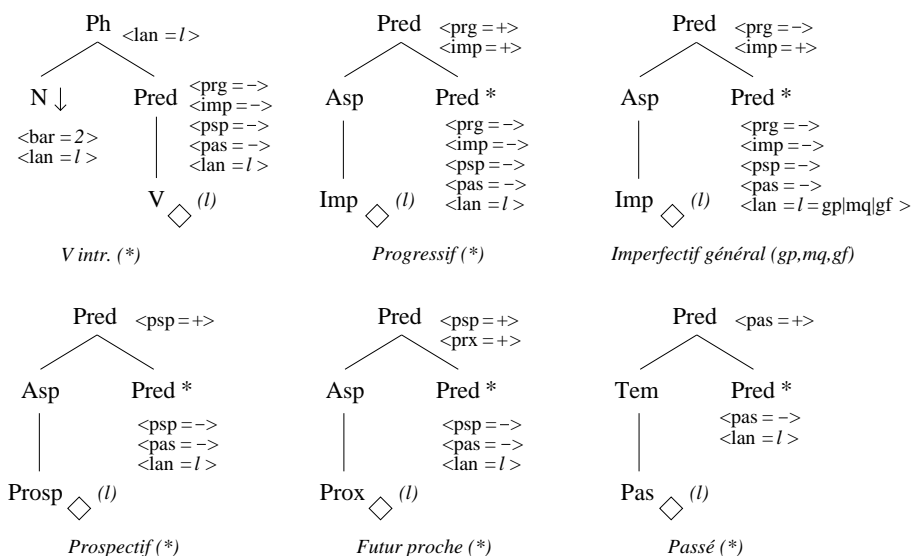 Ph <lan = l >
N ↓ Pred
<bar = 2 >
<lan = l >
<prg = −>
<imp = −>
<psp = −>
<pas = −>
<lan = l >
V ◇ (l)
V intr. (*)
Pred <prg = +>
<imp = +>
Asp Pred *
<prg = −>
<imp = −>
<psp = −>
<pas = −>
<lan = l >
Imp ◇ (l)
Progressif (*)
Pred <prg = −>
<imp = +>
Asp Pred *
<prg = −>
<imp = −>
<psp = −>
<pas = −>
<lan = l = gp|mq|gf >
Imp ◇ (l)
Imperfectif général (gp,mq,gf)
Pred <psp = +>
Asp Pred *
<psp = −>
<pas = −>
<lan = l >
Prosp ◇ (l)
Prospectif (*)
Pred <psp = +>
<prx = +>
Asp Pred *
<psp = −>
<pas = −>
<lan = l >
Prox ◇ (l)
Futur proche (*)
Pred <pas = +>
Tem Pred *
<pas = −>
<lan = l >
Pas ◇ (l)
Passé (*)